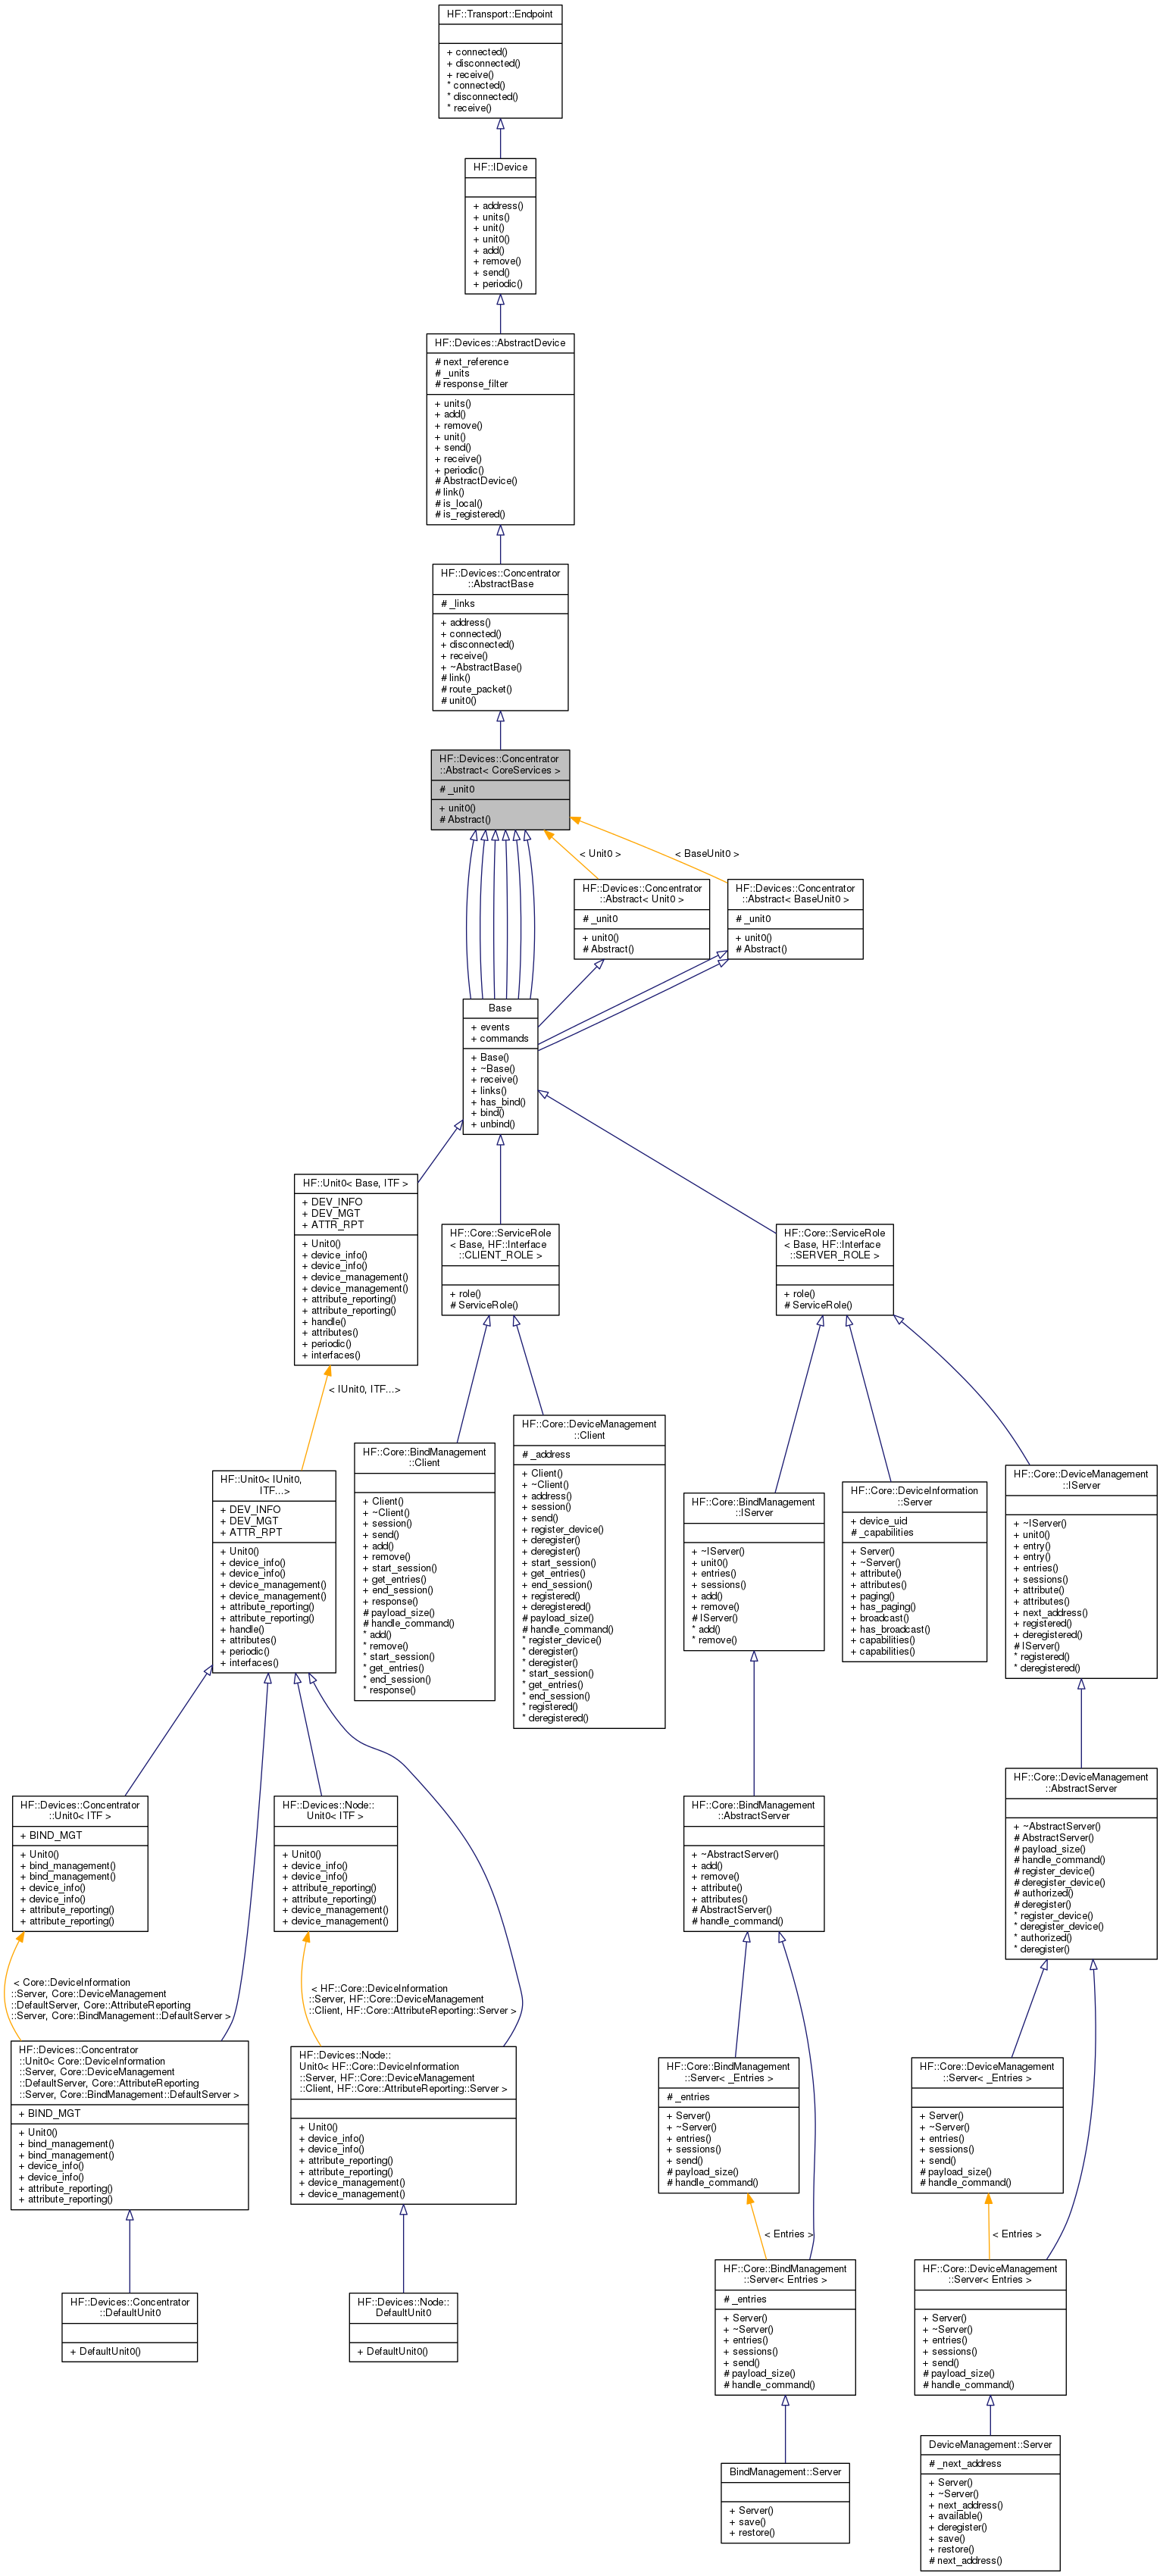 HF::Transport::Endpoint
+ connected()
+ disconnected()
+ receive()
* connected()
* disconnected()
* receive()
HF::IDevice
+ address()
+ units()
+ unit()
+ unit0()
+ add()
+ remove()
+ send()
+ periodic()
HF::Devices::AbstractDevice
# next_reference
# _units
# response_filter
+ units()
+ add()
+ remove()
+ unit()
+ send()
+ receive()
+ periodic()
# AbstractDevice()
# link()
# is_local()
# is_registered()
HF::Devices::Concentrator
::AbstractBase
# _links
+ address()
+ connected()
+ disconnected()
+ receive()
+ ~AbstractBase()
# link()
# route_packet()
# unit0()
HF::Devices::Concentrator
::Abstract< CoreServices >
# _unit0
+ unit0()
# Abstract()
< Unit0 >
< BaseUnit0 >
HF::Devices::Concentrator
::Abstract< Unit0 >
# _unit0
+ unit0()
# Abstract()
HF::Devices::Concentrator
::Abstract< BaseUnit0 >
# _unit0
+ unit0()
# Abstract()
Base
+ events
+ commands
+ Base()
+ ~Base()
+ receive()
+ links()
+ has_bind()
+ bind()
+ unbind()
HF::Unit0< Base, ITF >
+ DEV_INFO
+ DEV_MGT
+ ATTR_RPT
+ Unit0()
+ device_info()
+ device_info()
+ device_management()
+ device_management()
+ attribute_reporting()
+ attribute_reporting()
+ handle()
+ attributes()
+ periodic()
+ interfaces()
HF::Core::ServiceRole
< Base, HF::Interface
::CLIENT_ROLE >
+ role()
# ServiceRole()
HF::Core::ServiceRole
< Base, HF::Interface
::SERVER_ROLE >
+ role()
# ServiceRole()
< IUnit0, ITF...>
HF::Unit0< IUnit0,
ITF...>
+ DEV_INFO
+ DEV_MGT
+ ATTR_RPT
+ Unit0()
+ device_info()
+ device_info()
+ device_management()
+ device_management()
+ attribute_reporting()
+ attribute_reporting()
+ handle()
+ attributes()
+ periodic()
+ interfaces()
HF::Core::BindManagement
::Client
+ Client()
+ ~Client()
+ session()
+ send()
+ add()
+ remove()
+ start_session()
+ get_entries()
+ end_session()
+ response()
# payload_size()
# handle_command()
* add()
* remove()
* start_session()
* get_entries()
* end_session()
* response()
HF::Core::DeviceManagement
::Client
# _address
+ Client()
+ ~Client()
+ address()
+ session()
+ send()
+ register_device()
+ deregister()
+ deregister()
+ start_session()
+ get_entries()
+ end_session()
+ registered()
+ deregistered()
# payload_size()
# handle_command()
* register_device()
* deregister()
* deregister()
* start_session()
* get_entries()
* end_session()
* registered()
* deregistered()
HF::Core::BindManagement
::IServer
+ ~IServer()
+ unit0()
+ entries()
+ sessions()
+ add()
+ remove()
# IServer()
* add()
* remove()
HF::Core::DeviceInformation
::Server
+ device_uid
# _capabilities
+ Server()
+ ~Server()
+ attribute()
+ attributes()
+ paging()
+ has_paging()
+ broadcast()
+ has_broadcast()
+ capabilities()
+ capabilities()
HF::Core::DeviceManagement
::IServer
+ ~IServer()
+ unit0()
+ entry()
+ entry()
+ entries()
+ sessions()
+ attribute()
+ attributes()
+ next_address()
+ registered()
+ deregistered()
# IServer()
* registered()
* deregistered()
HF::Devices::Concentrator
::Unit0< ITF >
+ BIND_MGT
+ Unit0()
+ bind_management()
+ bind_management()
+ device_info()
+ device_info()
+ attribute_reporting()
+ attribute_reporting()
HF::Devices::Node::
Unit0< ITF >
+ Unit0()
+ device_info()
+ device_info()
+ attribute_reporting()
+ attribute_reporting()
+ device_management()
+ device_management()
HF::Core::BindManagement
::AbstractServer
+ ~AbstractServer()
+ add()
+ remove()
+ attribute()
+ attributes()
# AbstractServer()
# handle_command()
HF::Core::DeviceManagement
::AbstractServer
+ ~AbstractServer()
# AbstractServer()
# payload_size()
# handle_command()
# register_device()
# deregister_device()
# authorized()
# deregister()
* register_device()
* deregister_device()
* authorized()
* deregister()
< Core::DeviceInformation
::Server, Core::DeviceManagement
::DefaultServer, Core::AttributeReporting
::Server, Core::BindManagement::DefaultServer >
< HF::Core::DeviceInformation
::Server, HF::Core::DeviceManagement
::Client, HF::Core::AttributeReporting::Server >
HF::Devices::Concentrator
::Unit0< Core::DeviceInformation
::Server, Core::DeviceManagement
::DefaultServer, Core::AttributeReporting
::Server, Core::BindManagement::DefaultServer >
+ BIND_MGT
+ Unit0()
+ bind_management()
+ bind_management()
+ device_info()
+ device_info()
+ attribute_reporting()
+ attribute_reporting()
HF::Devices::Node::
Unit0< HF::Core::DeviceInformation
::Server, HF::Core::DeviceManagement
::Client, HF::Core::AttributeReporting::Server >
+ Unit0()
+ device_info()
+ device_info()
+ attribute_reporting()
+ attribute_reporting()
+ device_management()
+ device_management()
HF::Core::BindManagement
::Server< _Entries >
# _entries
+ Server()
+ ~Server()
+ entries()
+ sessions()
+ send()
# payload_size()
# handle_command()
HF::Core::DeviceManagement
::Server< _Entries >
+ Server()
+ ~Server()
+ entries()
+ sessions()
+ send()
# payload_size()
# handle_command()
< Entries >
< Entries >
HF::Devices::Concentrator
::DefaultUnit0
+ DefaultUnit0()
HF::Devices::Node::
DefaultUnit0
+ DefaultUnit0()
HF::Core::BindManagement
::Server< Entries >
# _entries
+ Server()
+ ~Server()
+ entries()
+ sessions()
+ send()
# payload_size()
# handle_command()
HF::Core::DeviceManagement
::Server< Entries >
+ Server()
+ ~Server()
+ entries()
+ sessions()
+ send()
# payload_size()
# handle_command()
BindManagement::Server
+ Server()
+ save()
+ restore()
DeviceManagement::Server
# _next_address
+ Server()
+ ~Server()
+ next_address()
+ available()
+ deregister()
+ save()
+ restore()
# next_address()